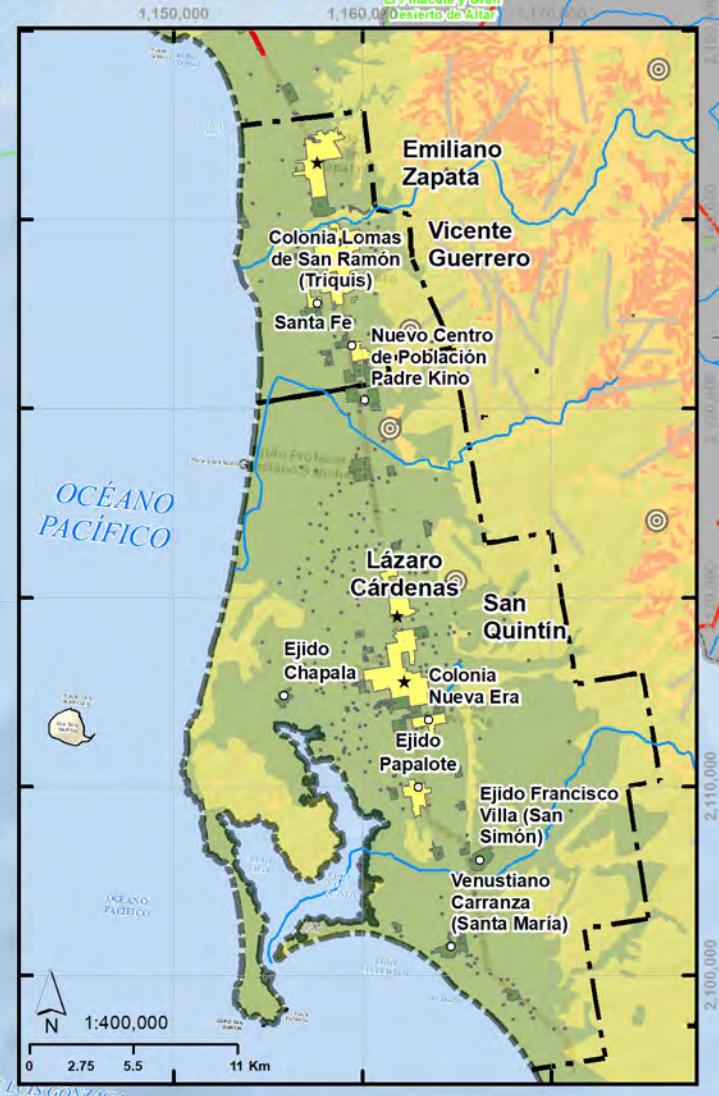 El Pinacate y Gran
Desierto de Altar
1,150,000
1,160,000
1,170,000
Emiliano
Zapata
Vicente
Guerrero
Colonia Lomas
de San Ramón
(Triquis)
Santa Fe
Nuevo Centro
de Población
Padre Kino
OCÉANO
PACÍFICO
Lázaro
Cárdenas
San
Quintín
Ejido
Chapala
Colonia
Nueva Era
Ejido
Papalote
Ejido Francisco
Villa (San
Simón)
Venustiano
Carranza
(Santa María)
OCÉANO
PACÍFICO
2,110,000
2,100,000
N
1:400,000
0 2.75 5.5 11 Km